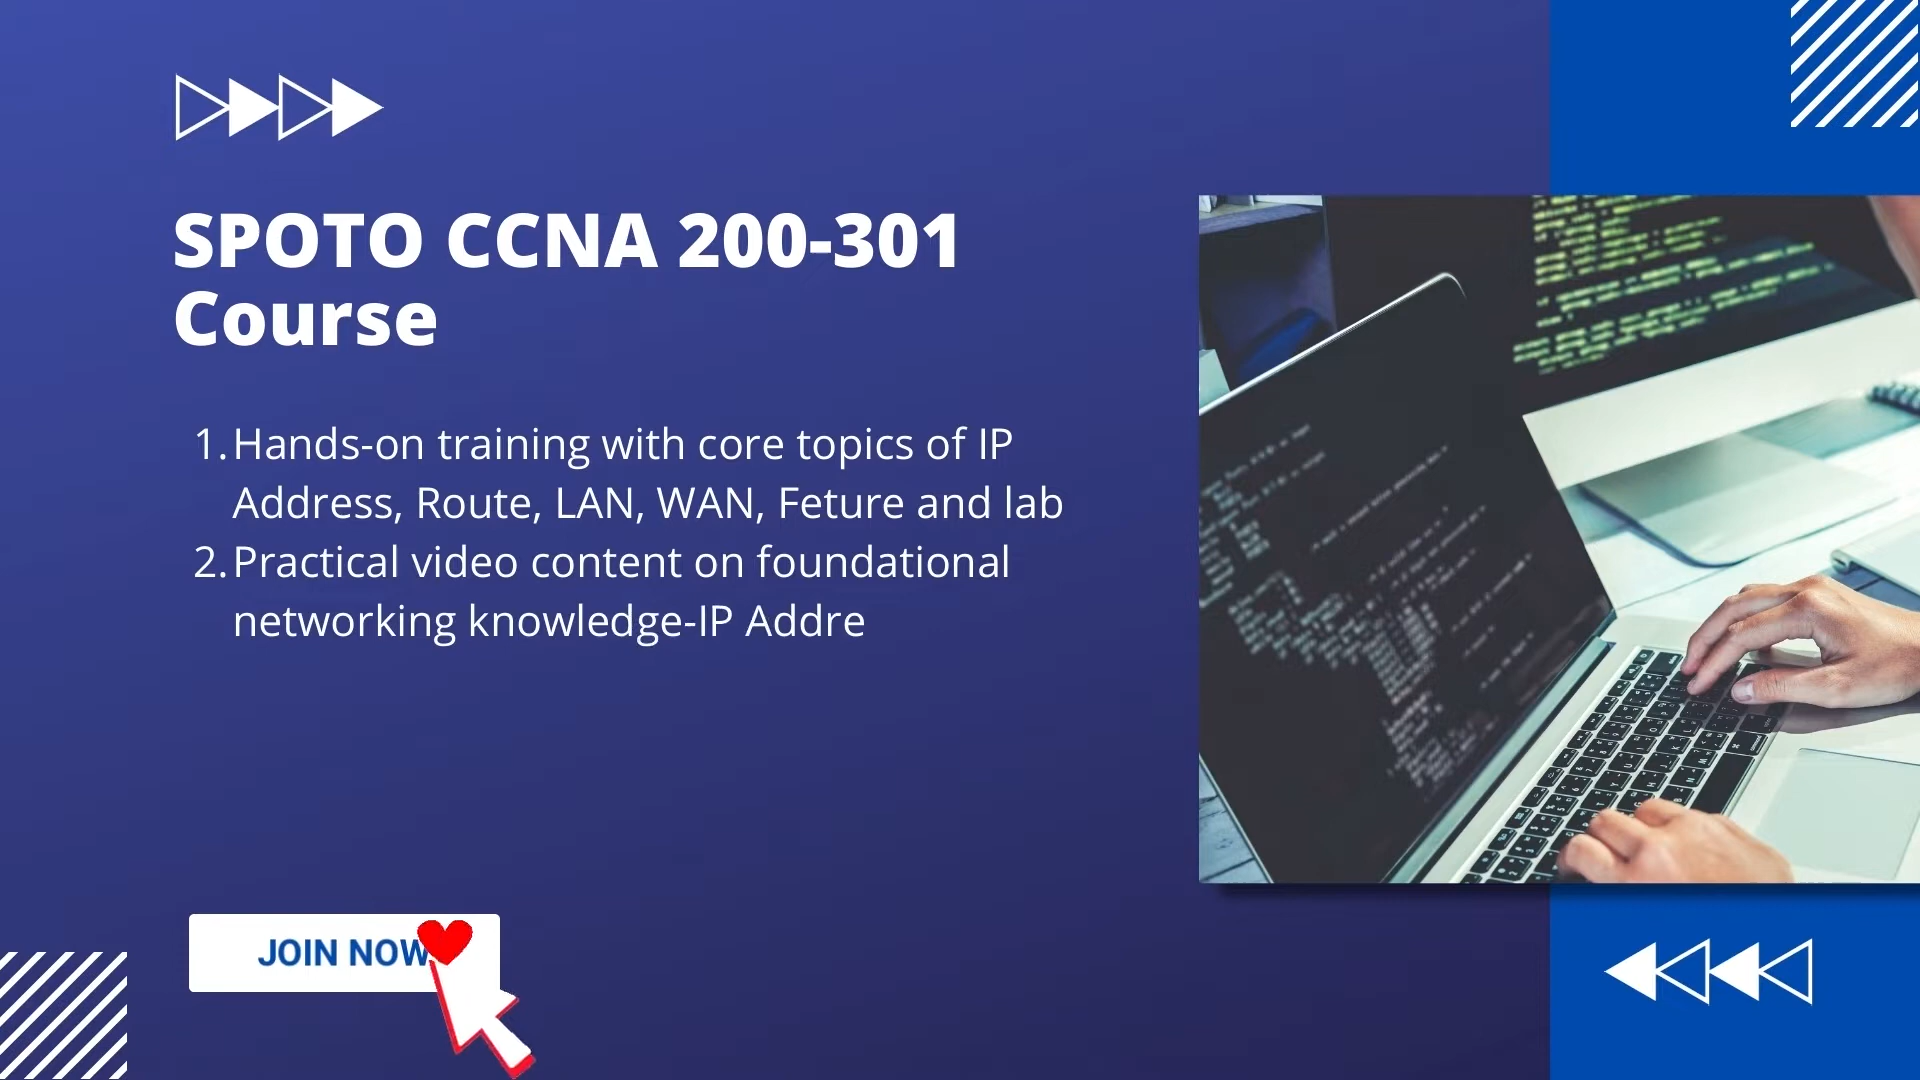 SPOTO CCNA 200-301
Course
1. Hands-on training with core topics of IP
Address, Route, LAN, WAN, Feture and lab
2. Practical video content on foundational
networking knowledge-IP Addre
JOIN NOW